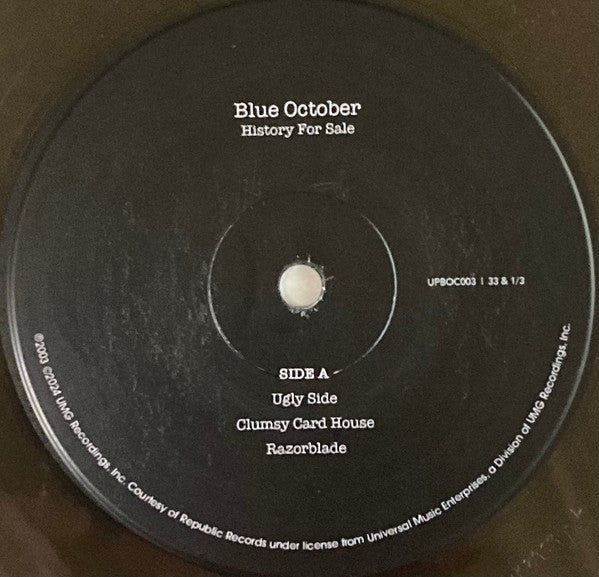 Blue October
History For Sale
UPBOC003 | 33 & 1/3
SIDE A
Ugly Side
Clumsy Card House
Razorblade
℗2003 ©2024 UMG Recordings, Inc. Courtesy of Republic Records under license from Universal Music Enterprises, a Division of UMG Recordings, Inc.